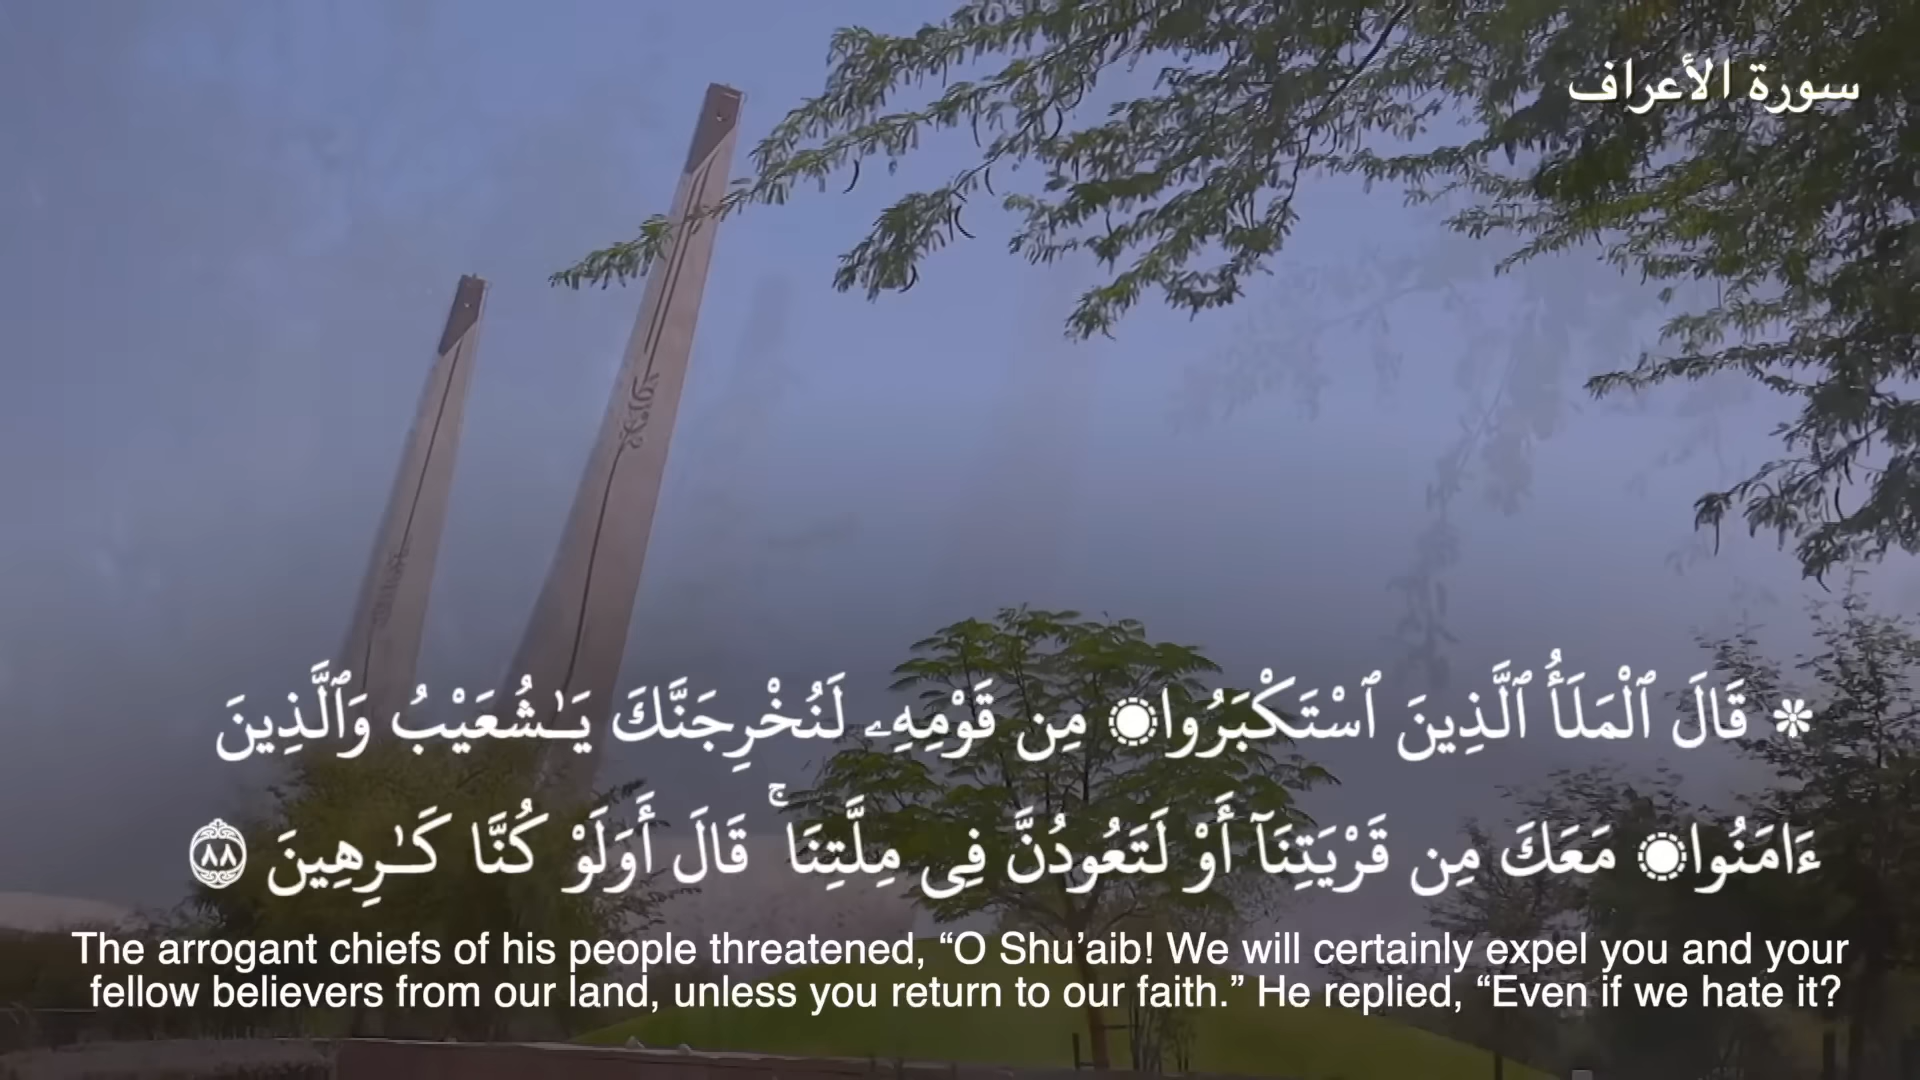 سورة الأعراف
* قَالَ ٱلْمَلَأُ ٱلَّذِينَ ٱسْتَكْبَرُوا۟ مِن قَوْمِهِۦ لَنُخْرِجَنَّكَ يَـٰشُعَيْبُ وَٱلَّذِينَ
ءَامَنُوا۟ مَعَكَ مِن قَرْيَتِنَآ أَوْ لَتَعُودُنَّ فِى مِلَّتِنَا ۚ قَالَ أَوَلَوْ كُنَّا كَـٰرِهِينَ ٨٨
The arrogant chiefs of his people threatened, “O Shu’aib! We will certainly expel you and your
fellow believers from our land, unless you return to our faith.” He replied, “Even if we hate it?